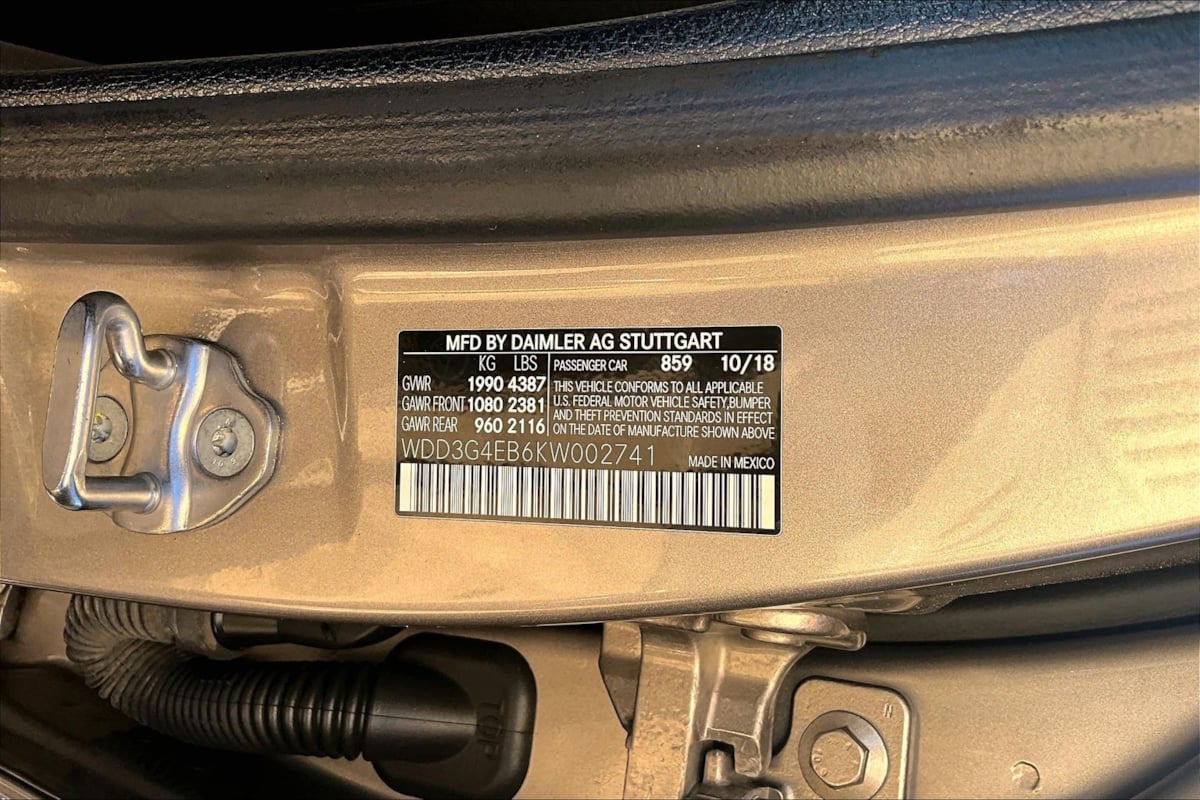 MFD BY DAIMLER AG STUTTGART
KG LBS
GVWR 1990 4387
GAWR FRONT 1080 2381
GAWR REAR 960 2116
PASSENGER CAR 859 10/18
THIS VEHICLE CONFORMS TO ALL APPLICABLE
U.S. FEDERAL MOTOR VEHICLE SAFETY,BUMPER
AND THEFT PREVENTION STANDARDS IN EFFECT
ON THE DATE OF MANUFACTURE SHOWN ABOVE
WDD3G4EB6KW002741
MADE IN MEXICO
TOP